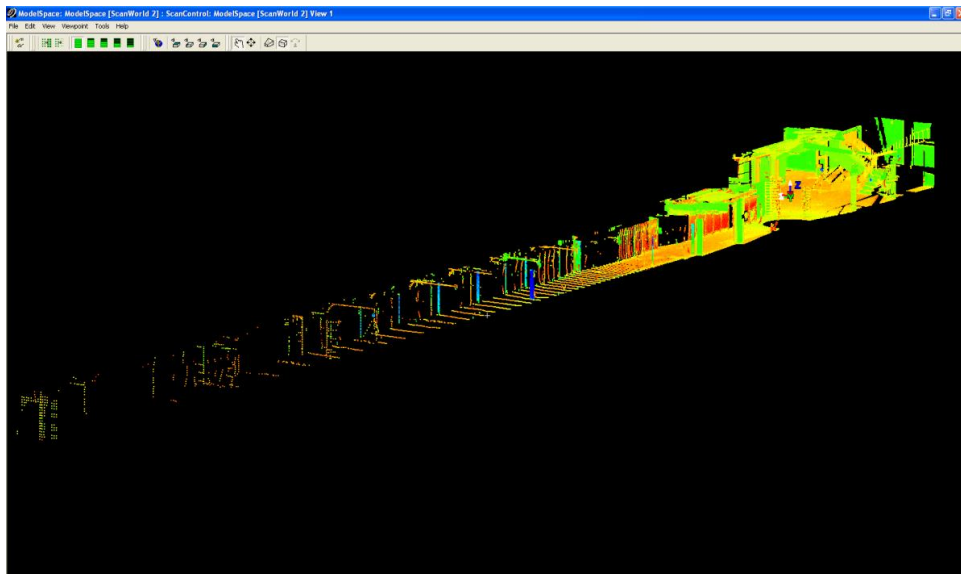 ModelSpace: ModelSpace [ScanWorld 2] : ScanControl: ModelSpace [ScanWorld 2] View 1
File Edit View Viewpoint Tools Help
Z